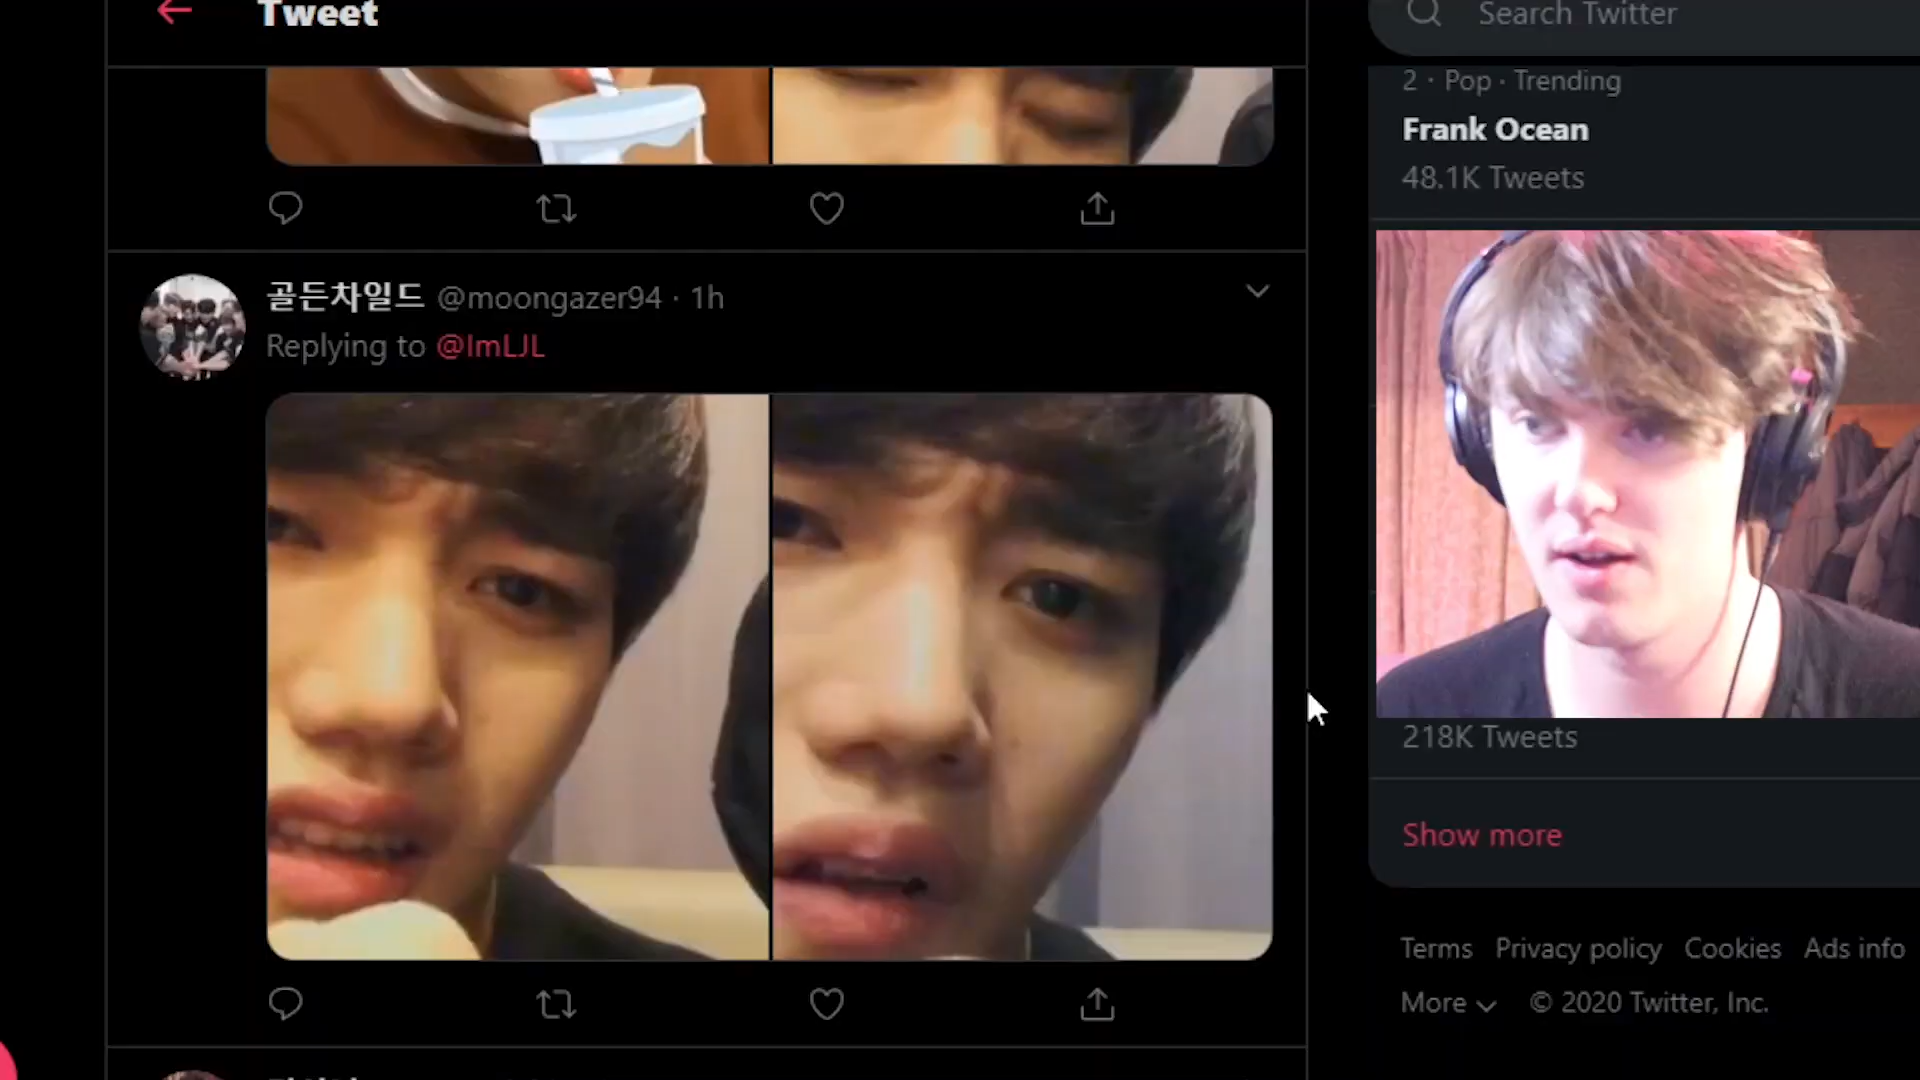 Tweet
Search Twitter
2 · Pop · Trending
Frank Ocean
48.1K Tweets
골든차일드 @moongazer94 · 1h
Replying to @ImLJL
218K Tweets
Show more
Terms Privacy policy Cookies Ads info
More © 2020 Twitter, Inc.